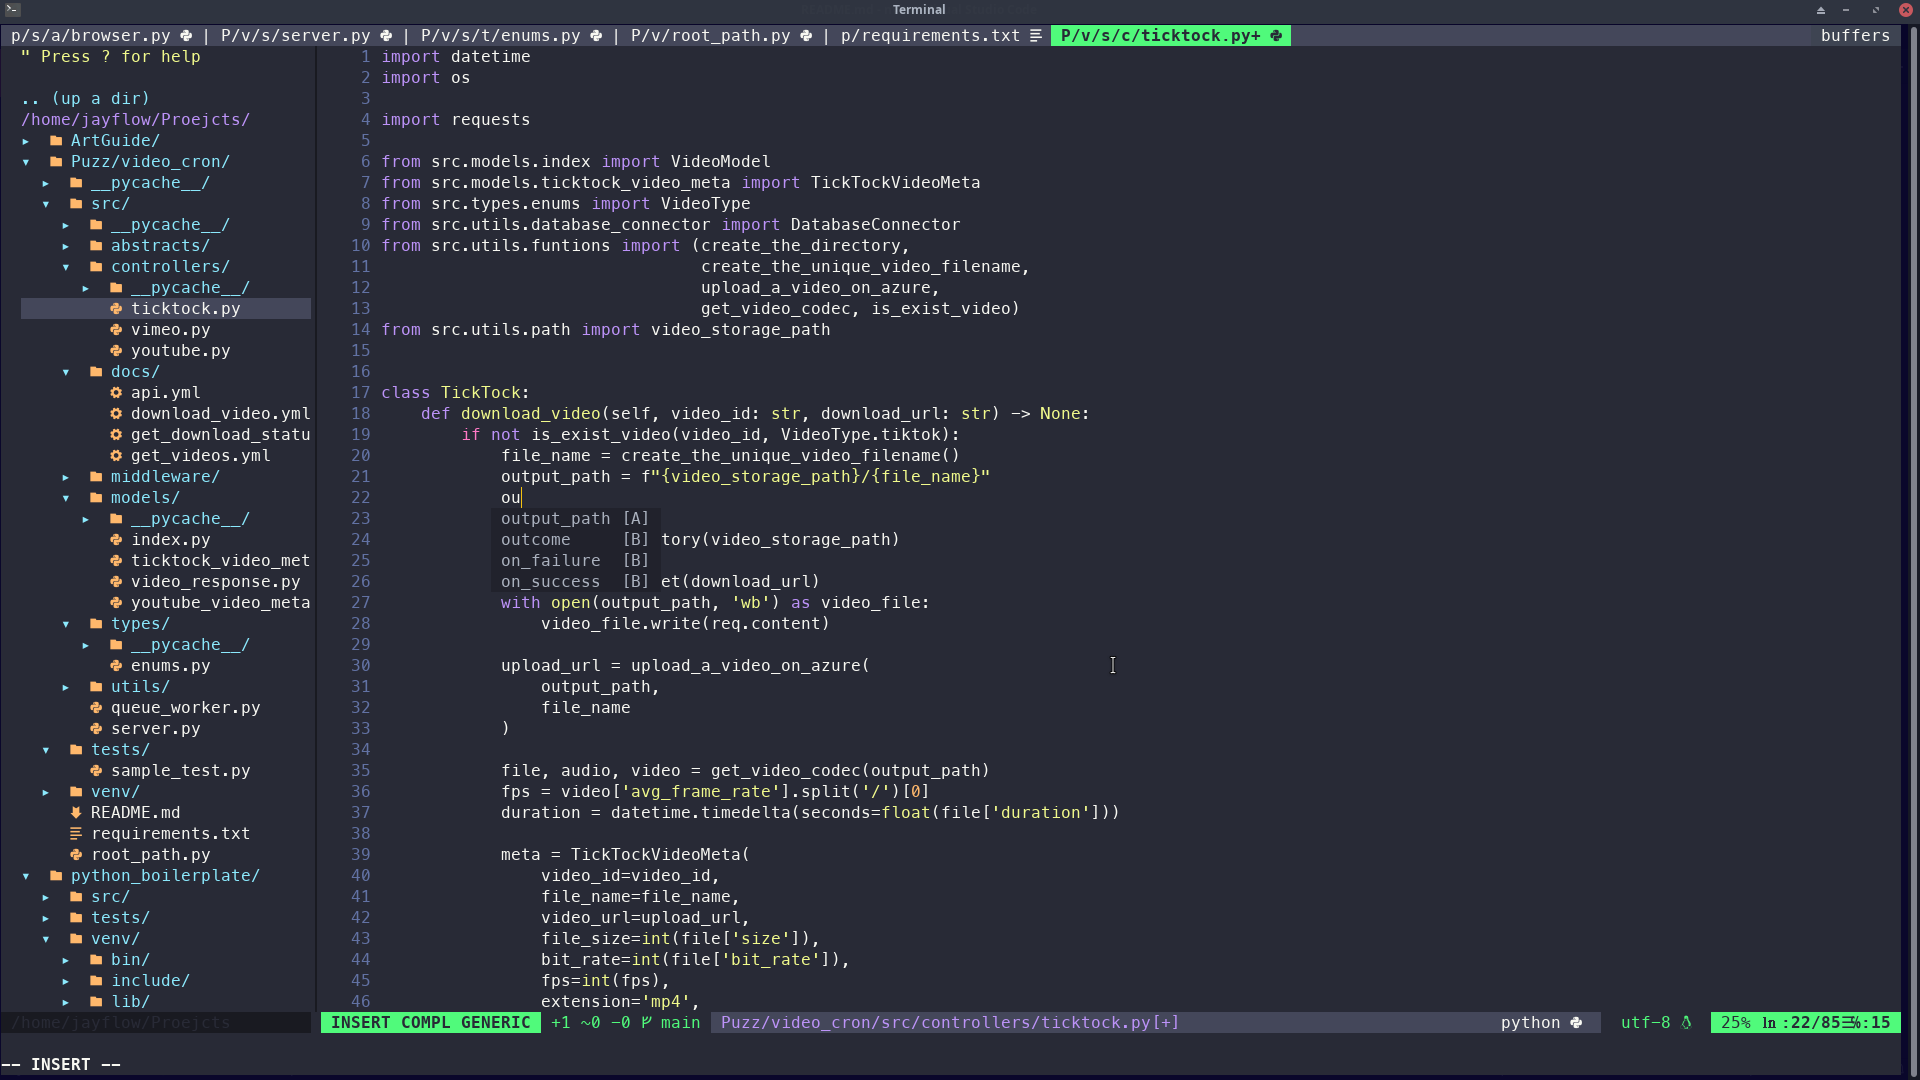 Terminal
p/s/a/browser.py | P/v/s/server.py | P/v/s/t/enums.py | P/v/root_path.py | p/requirements.txt P/v/s/c/ticktock.py+ buffers
" Press ? for help
.. (up a dir)
/home/jayflow/Proejcts/
ArtGuide/
Puzz/video_cron/
__pycache__/
src/
__pycache__/
abstracts/
controllers/
__pycache__/
ticktock.py
vimeo.py
youtube.py
docs/
api.yml
download_video.yml
get_download_statu
get_videos.yml
middleware/
models/
__pycache__/
index.py
ticktock_video_met
video_response.py
youtube_video_meta
types/
__pycache__/
enums.py
utils/
queue_worker.py
server.py
tests/
sample_test.py
venv/
README.md
requirements.txt
root_path.py
python_boilerplate/
src/
tests/
venv/
bin/
include/
lib/
/home/jayflow/Proejcts
1 import datetime
2 import os
3
4 import requests
5
6 from src.models.index import VideoModel
7 from src.models.ticktock_video_meta import TickTockVideoMeta
8 from src.types.enums import VideoType
9 from src.utils.database_connector import DatabaseConnector
10 from src.utils.funtions import (create_the_directory,
11 create_the_unique_video_filename,
12 upload_a_video_on_azure,
13 get_video_codec, is_exist_video)
14 from src.utils.path import video_storage_path
15
16
17 class TickTock:
18 def download_video(self, video_id: str, download_url: str) -> None:
19 if not is_exist_video(video_id, VideoType.tiktok):
20 file_name = create_the_unique_video_filename()
21 output_path = f"{video_storage_path}/{file_name}"
22 ou
23 output_path [A]
24 outcome [B] tory(video_storage_path)
25 on_failure [B]
26 on_success [B] et(download_url)
27 with open(output_path, 'wb') as video_file:
28 video_file.write(req.content)
29
30 upload_url = upload_a_video_on_azure(
31 output_path,
32 file_name
33 )
34
35 file, audio, video = get_video_codec(output_path)
36 fps = video['avg_frame_rate'].split('/')[0]
37 duration = datetime.timedelta(seconds=float(file['duration']))
38
39 meta = TickTockVideoMeta(
40 video_id=video_id,
41 file_name=file_name,
42 video_url=upload_url,
43 file_size=int(file['size']),
44 bit_rate=int(file['bit_rate']),
45 fps=int(fps),
46 extension='mp4',
INSERT COMPL GENERIC +1 ~0 -0 main Puzz/video_cron/src/controllers/ticktock.py[+] python utf-8 25% ln :22/85 :15
-- INSERT --